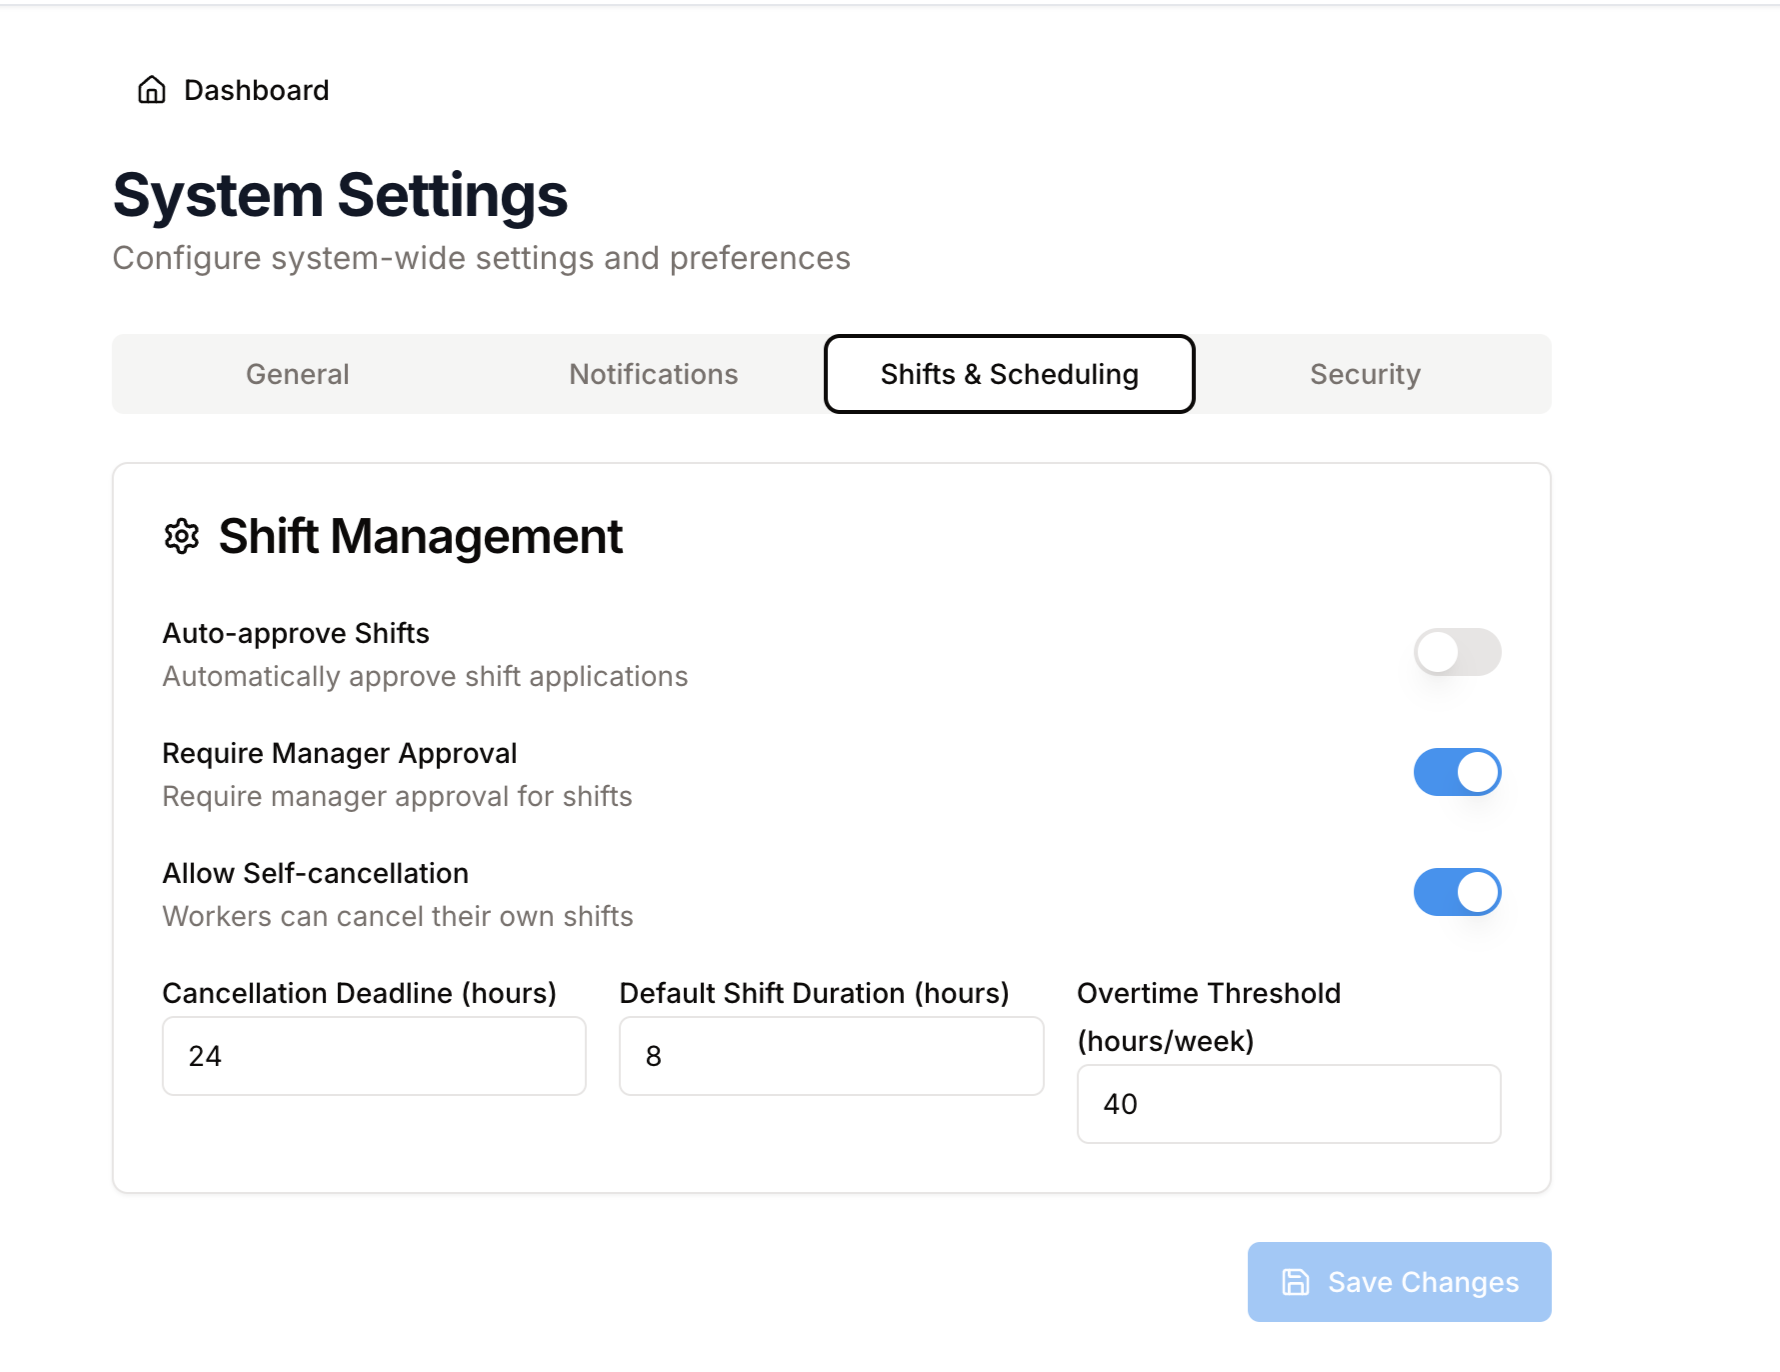 Dashboard
System Settings
Configure system-wide settings and preferences
General
Notifications
Shifts & Scheduling
Security
Shift Management
Auto-approve Shifts
Automatically approve shift applications
Require Manager Approval
Require manager approval for shifts
Allow Self-cancellation
Workers can cancel their own shifts
Cancellation Deadline (hours)
24
Default Shift Duration (hours)
8
Overtime Threshold
(hours/week)
40
Save Changes